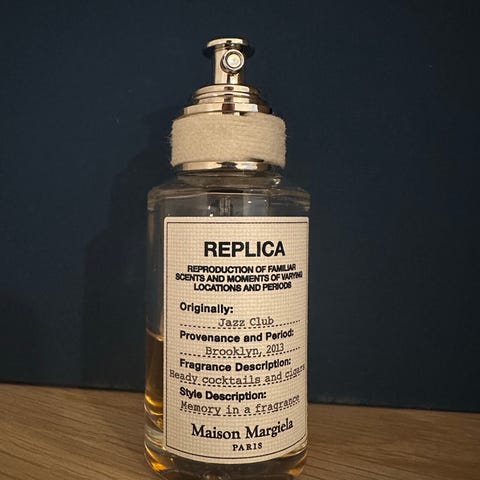 REPLICA
REPRODUCTION OF FAMILIAR
SCENTS AND MOMENTS OF VARYING
LOCATIONS AND PERIODS
Originally:
Jazz Club
Provenance and Period:
Brooklyn, 2013
Fragrance Description:
Heady cocktails and cigars
Style Description:
Memory in a fragrance
Maison Margiela
PARIS